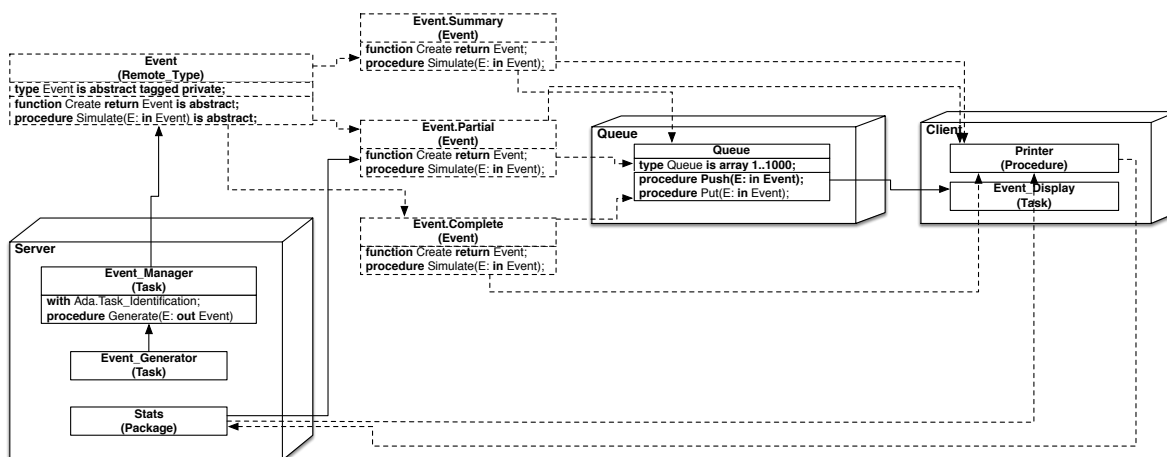 Event.Summary
(Event)
function Create return Event;
procedure Simulate(E: in Event);
Event
(Remote_Type)
type Event is abstract tagged private;
function Create return Event is abstract;
procedure Simulate(E: in Event) is abstract;
Event.Partial
(Event)
function Create return Event;
procedure Simulate(E: in Event);
Queue
Queue
type Queue is array 1..1000;
procedure Push(E: in Event);
procedure Put(E: in Event);
Client
Printer
(Procedure)
Event_Display
(Task)
Event.Complete
(Event)
function Create return Event;
procedure Simulate(E: in Event);
Server
Event_Manager
(Task)
with Ada.Task_Identification;
procedure Generate(E: out Event)
Event_Generator
(Task)
Stats
(Package)